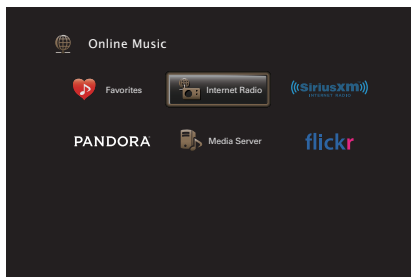 Online Music
Favorites
Internet Radio
((SiriusXM))
INTERNET RADIO
PANDORA
Media Server
flickr